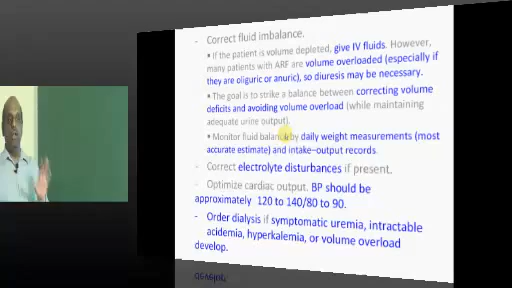 - Correct fluid imbalance.
▪ If the patient is volume depleted, give IV fluids. However,
many patients with ARF are volume overloaded (especially if
they are oliguric or anuric), so diuresis may be necessary.
▪ The goal is to strike a balance between correcting volume
deficits and avoiding volume overload (while maintaining
adequate urine output).
▪ Monitor fluid balance by daily weight measurements (most
accurate estimate) and intake–output records.
- Correct electrolyte disturbances if present.
- Optimize cardiac output. BP should be
approximately 120 to 140/80 to 90.
- Order dialysis if symptomatic uremia, intractable
acidemia, hyperkalemia, or volume overload
develop.